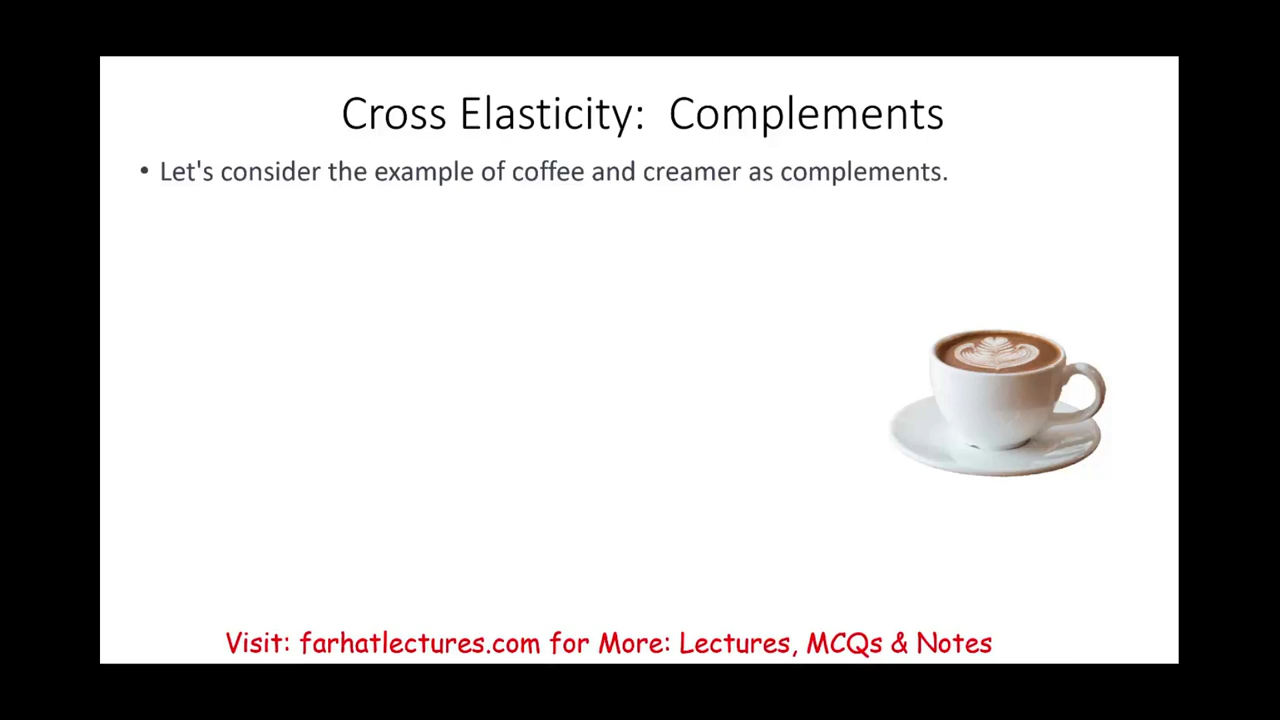 Cross Elasticity: Complements
• Let's consider the example of coffee and creamer as complements.
Visit: farhatlectures.com for More: Lectures, MCQs & Notes